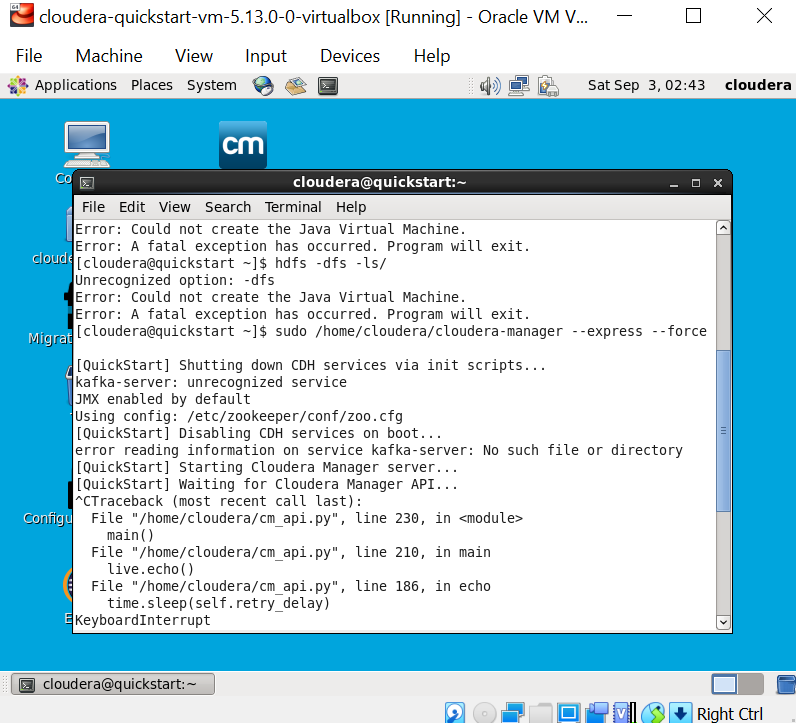 cloudera-quickstart-vm-5.13.0-0-virtualbox [Running] - Oracle VM V...
File Machine View Input Devices Help
Applications Places System Sat Sep 3, 02:43 cloudera
cm
Co
cloudera@quickstart:~
File Edit View Search Terminal Help
Error: Could not create the Java Virtual Machine.
Error: A fatal exception has occurred. Program will exit.
[cloudera@quickstart ~]$ hdfs -dfs -ls/
cloude
Unrecognized option: -dfs
Error: Could not create the Java Virtual Machine.
Error: A fatal exception has occurred. Program will exit.
[cloudera@quickstart ~]$ sudo /home/cloudera/cloudera-manager --express --force
Migrat
[QuickStart] Shutting down CDH services via init scripts...
kafka-server: unrecognized service
JMX enabled by default
Using config: /etc/zookeeper/conf/zoo.cfg
[QuickStart] Disabling CDH services on boot...
error reading information on service kafka-server: No such file or directory
[QuickStart] Starting Cloudera Manager server...
[QuickStart] Waiting for Cloudera Manager API...
^CTraceback (most recent call last):
File "/home/cloudera/cm_api.py", line 230, in <module>
Configu
main()
File "/home/cloudera/cm_api.py", line 210, in main
live.echo()
File "/home/cloudera/cm_api.py", line 186, in echo
time.sleep(self.retry_delay)
KeyboardInterrupt
cloudera@quickstart:~
Right Ctrl